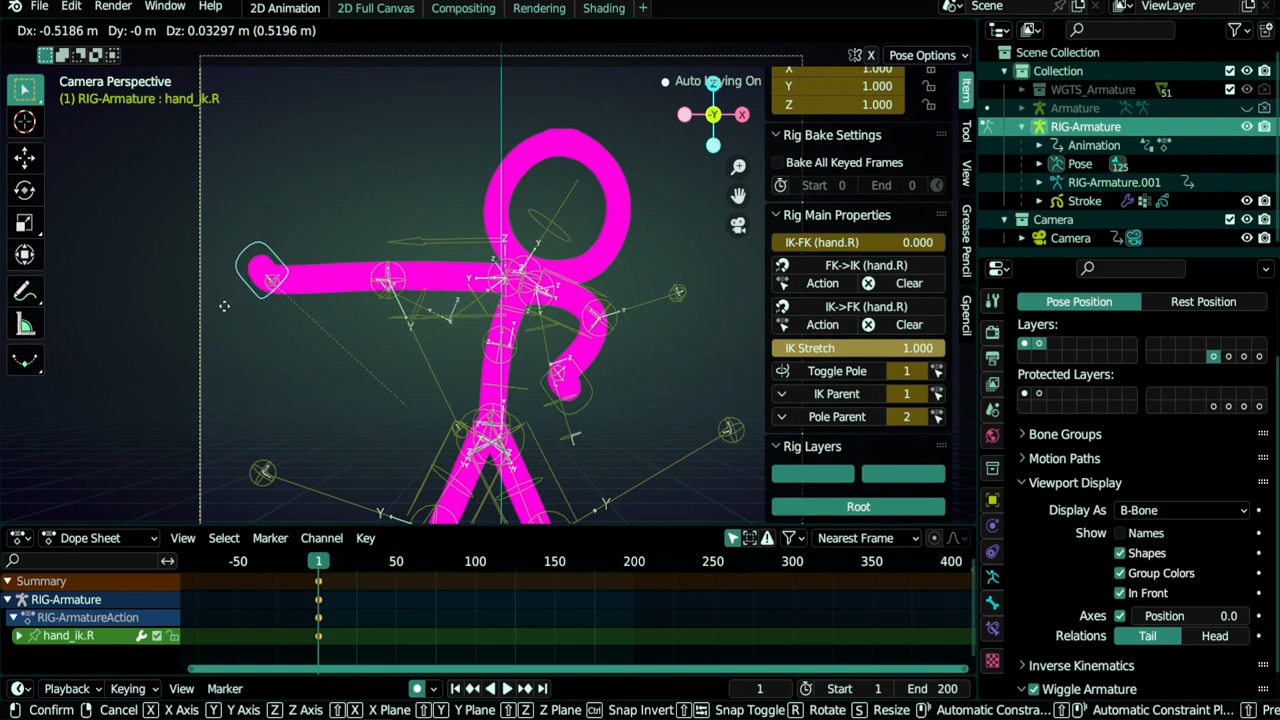 File Edit Render Window Help 2D Animation 2D Full Canvas Compositing Rendering Shading + Scene ViewLayer
Dx: -0.5186 m Dy: -0 m Dz: 0.03297 m (0.5196 m)
X Pose Options
Camera Perspective
(1) RIG-Armature : hand_ik.R
Auto Keying On
Z
X
-Y
X 1.000
Y 1.000
Z 1.000
Rig Bake Settings
Bake All Keyed Frames
Start 0 End 0
Rig Main Properties
IK-FK (hand.R) 0.000
FK->IK (hand.R)
Action Clear
IK->FK (hand.R)
Action Clear
IK Stretch 1.000
Toggle Pole 1
IK Parent 1
Pole Parent 2
Rig Layers
Root
Item
Tool
View
Grease Pencil
Gpencil
Scene Collection
Collection
WGTS_Armature 51
Armature
RIG-Armature
Animation
Pose 125
RIG-Armature.001
Stroke
Camera
Camera
Pose Position Rest Position
Layers:
Protected Layers:
Bone Groups
Motion Paths
Viewport Display
Display As B-Bone
Show Names
Shapes
Group Colors
In Front
Axes Position 0.0
Relations Tail Head
Inverse Kinematics
Wiggle Armature
Dope Sheet View Select Marker Channel Key Nearest Frame
-50 1 50 100 150 200 250 300 350 400
Summary
RIG-Armature
RIG-ArmatureAction
hand_ik.R
Playback Keying View Marker 1 Start 1 End 200
Confirm Cancel X X Axis Y Y Axis Z Z Axis X X Plane Y Y Plane Z Z Plane Ctrl Snap Invert Snap Toggle R Rotate S Resize Automatic Constra... Automatic Constraint Pl... Pre